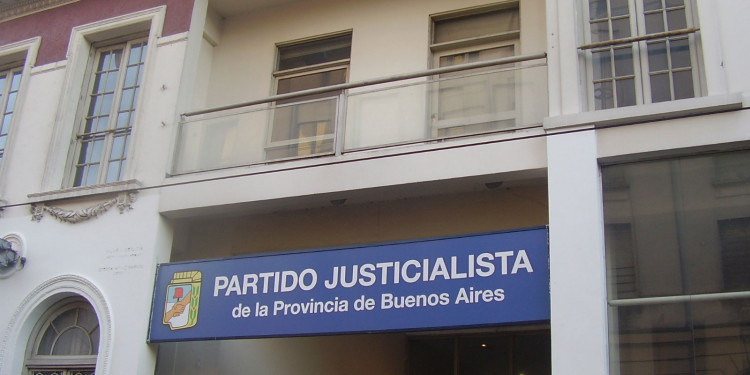 PARTIDO JUSTICIALISTA
de la Provincia de Buenos Aires